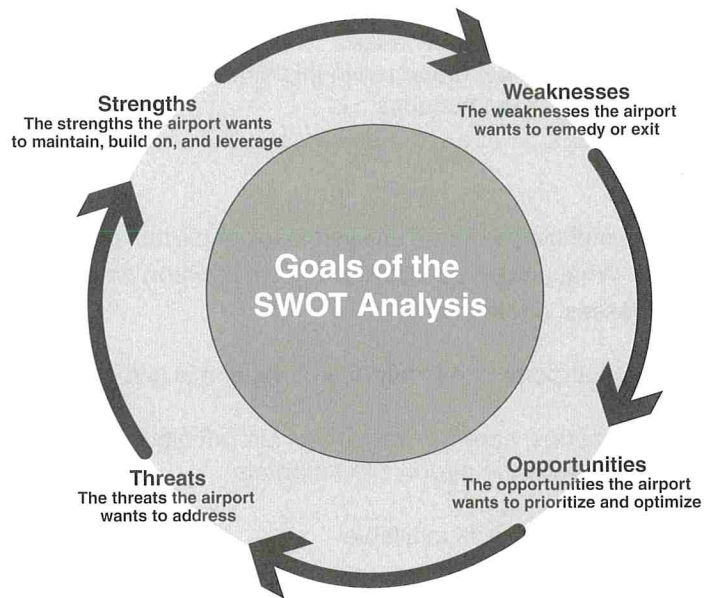 Strengths
The strengths the airport wants
to maintain, build on, and leverage
Weaknesses
The weaknesses the airport
wants to remedy or exit
Goals of the
SWOT Analysis
Opportunities
The opportunities the airport
wants to prioritize and optimize
Threats
The threats the airport
wants to address